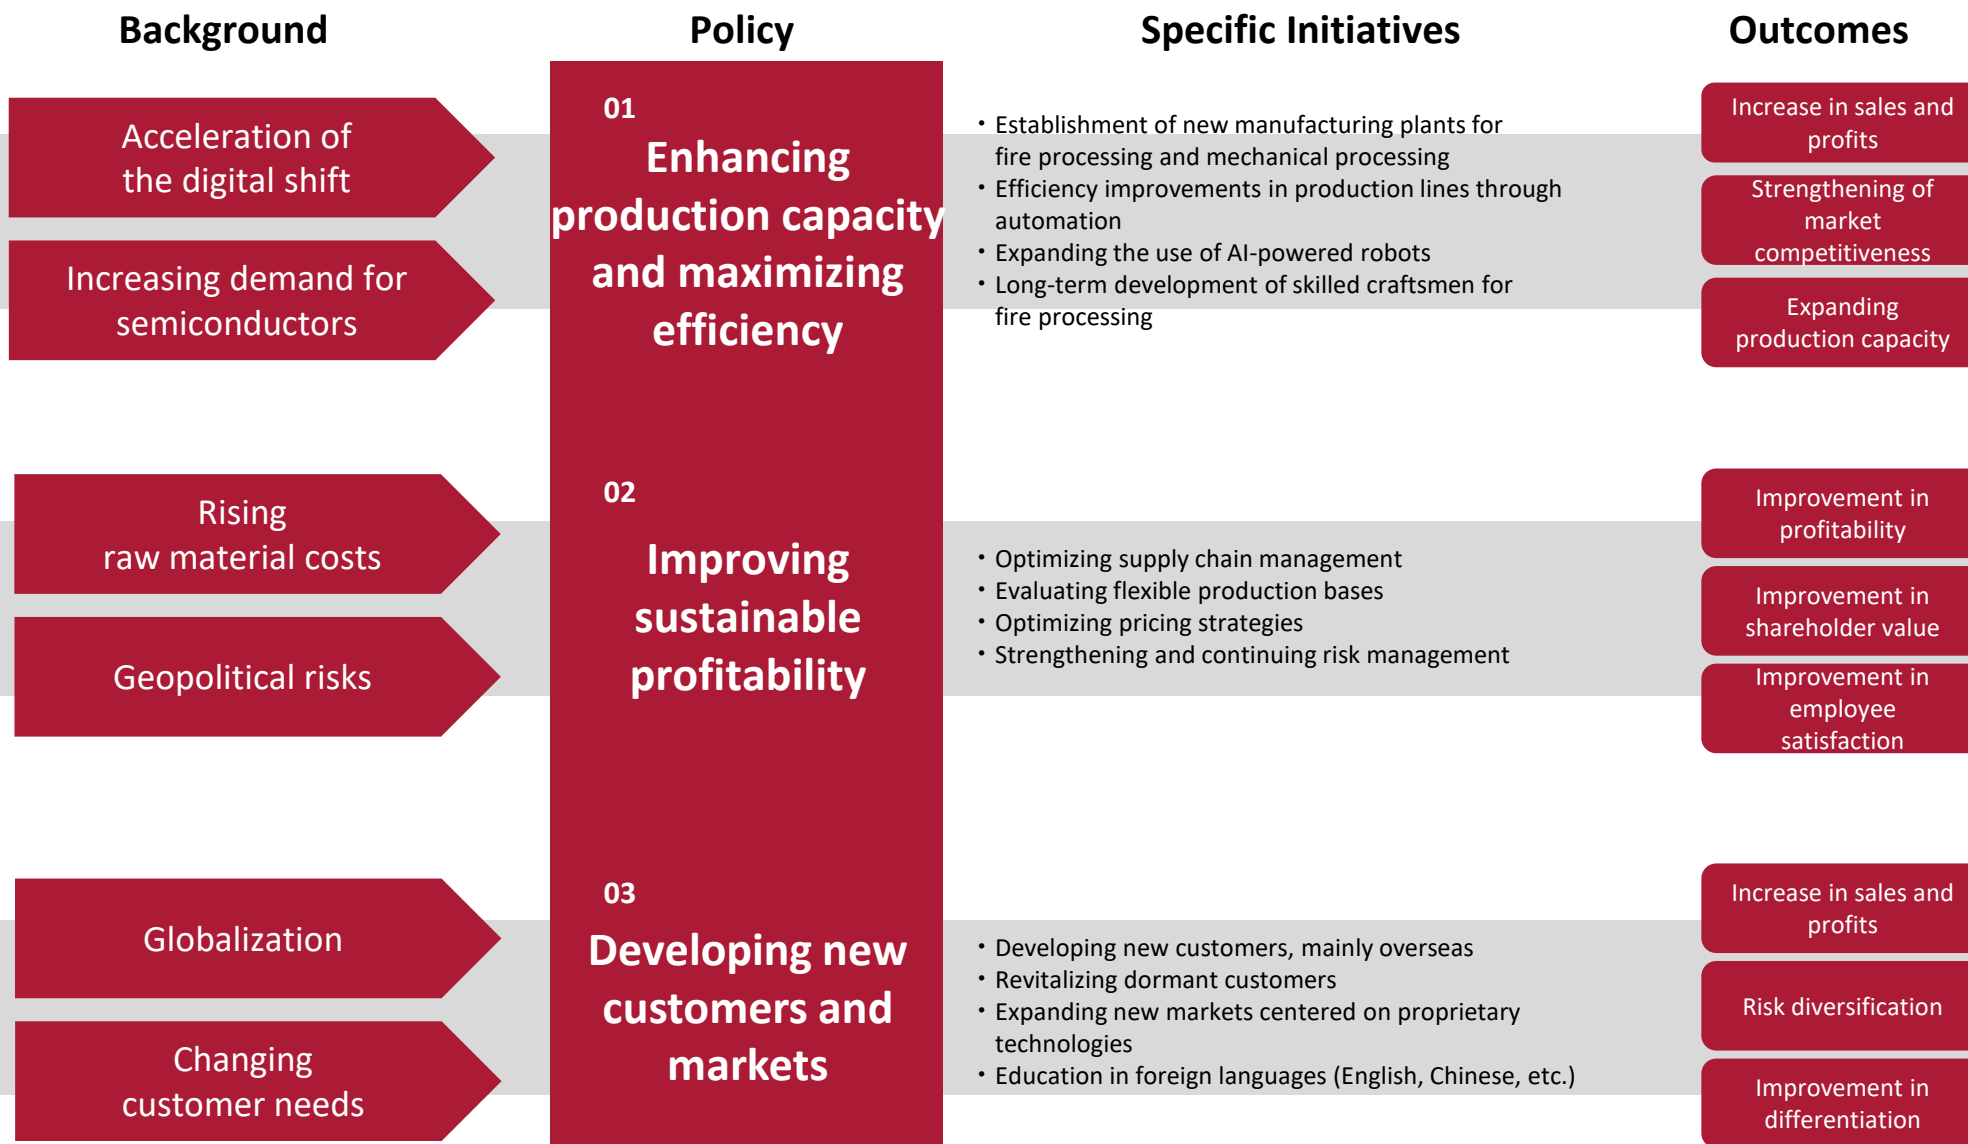 Background
Policy
Specific Initiatives
Outcomes
Acceleration of
the digital shift
Increasing demand for
semiconductors
01
Enhancing
production capacity
and maximizing
efficiency
・Establishment of new manufacturing plants for
fire processing and mechanical processing
・Efficiency improvements in production lines through
automation
・Expanding the use of AI-powered robots
・Long-term development of skilled craftsmen for
fire processing
Increase in sales and
profits
Strengthening of
market
competitiveness
Expanding
production capacity
Rising
raw material costs
Geopolitical risks
02
Improving
sustainable
profitability
・Optimizing supply chain management
・Evaluating flexible production bases
・Optimizing pricing strategies
・Strengthening and continuing risk management
Improvement in
profitability
Improvement in
shareholder value
Improvement in
employee
satisfaction
Globalization
Changing
customer needs
03
Developing new
customers and
markets
・Developing new customers, mainly overseas
・Revitalizing dormant customers
・Expanding new markets centered on proprietary
technologies
・Education in foreign languages (English, Chinese, etc.)
Increase in sales and
profits
Risk diversification
Improvement in
differentiation